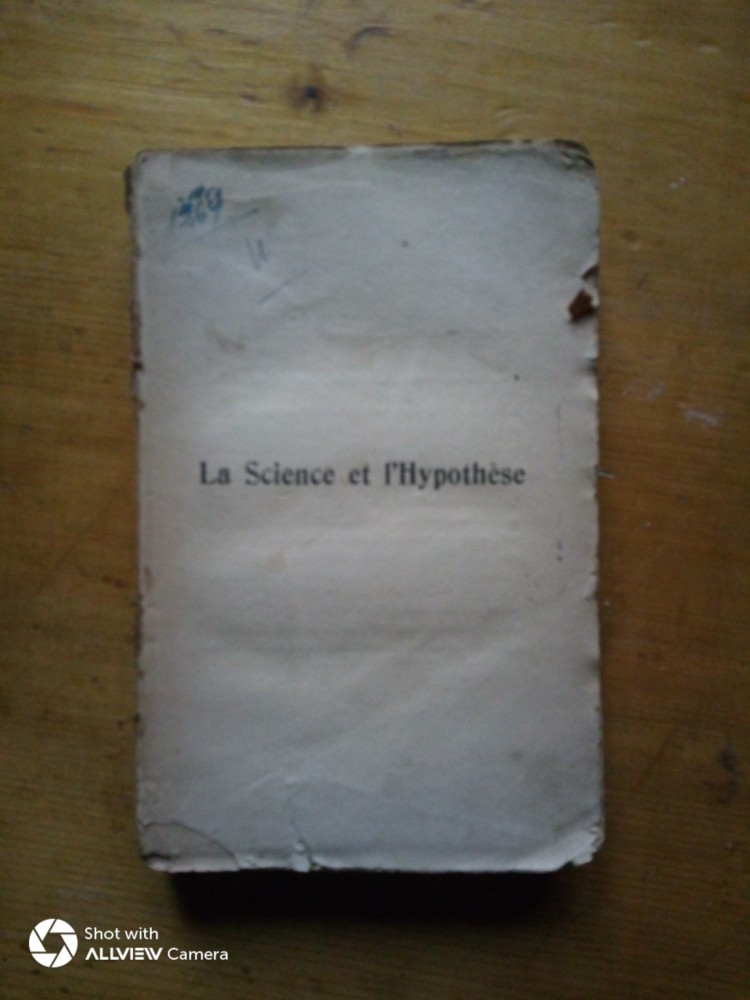 La Science et l'Hypothèse
Shot with
ALLVIEW Camera